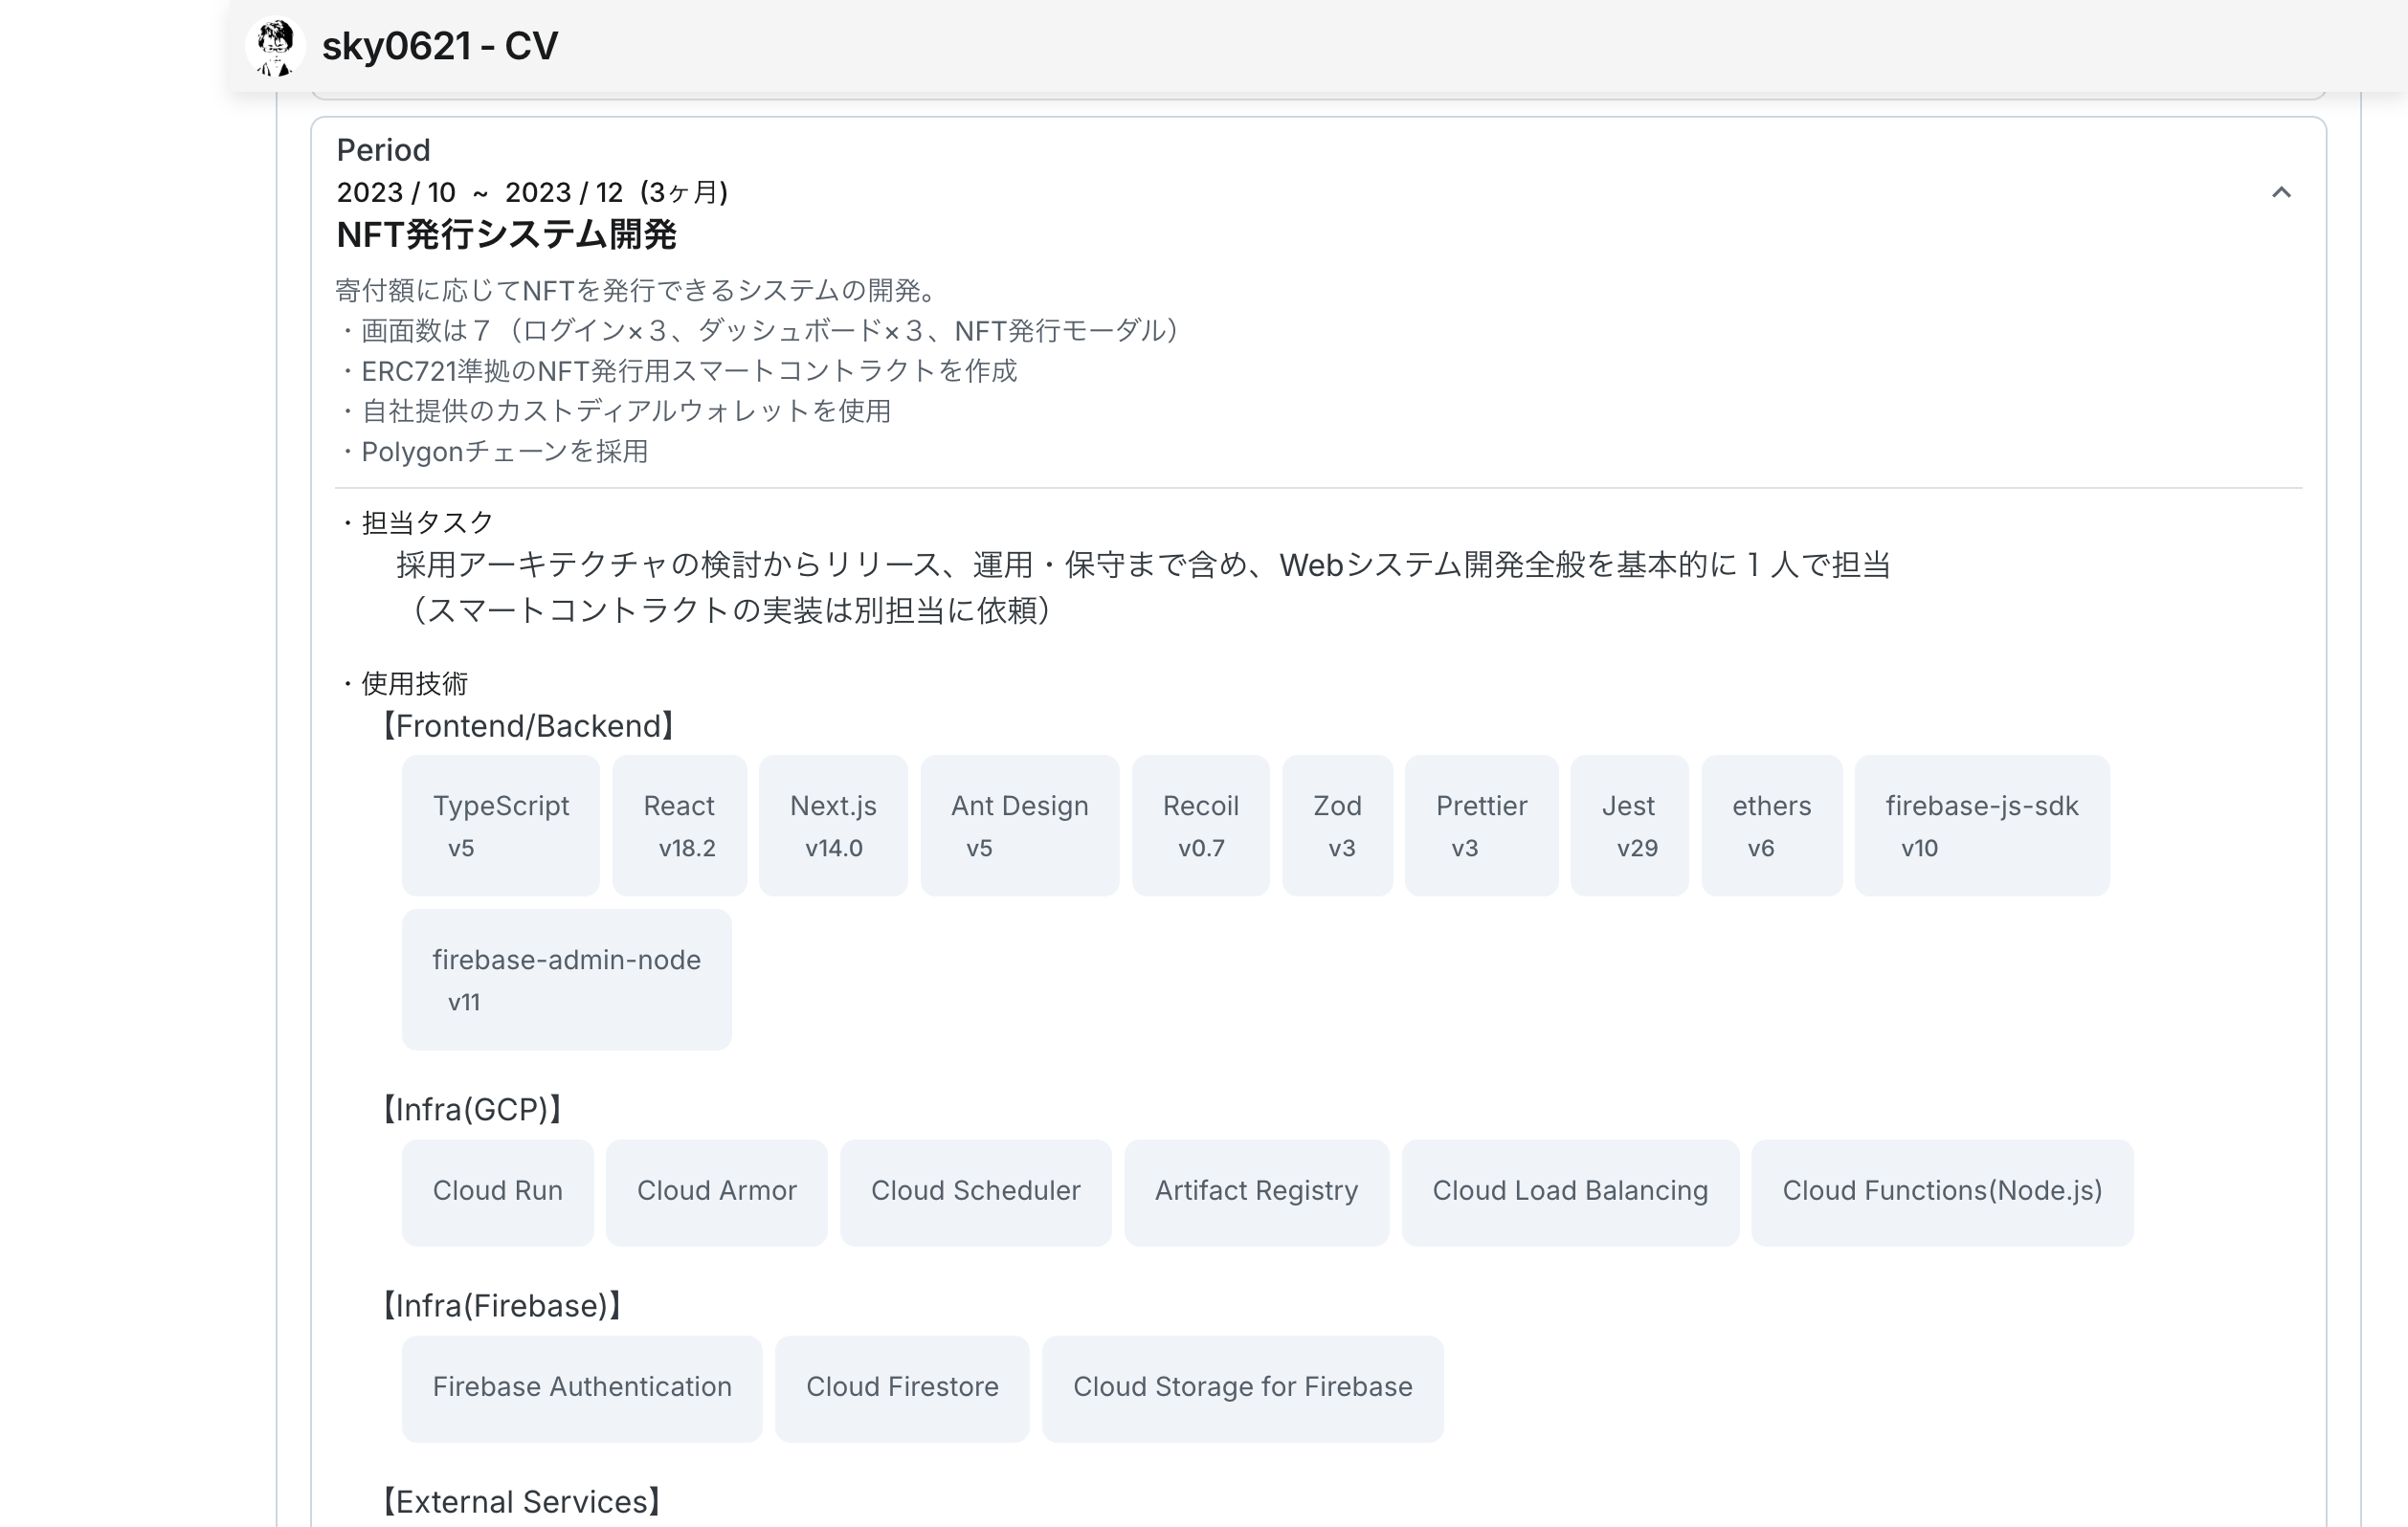 sky0621 - CV
Period
2023 / 10 ~ 2023 / 12 (3ヶ月)
NFT発行システム開発
寄付額に応じてNFTを発行できるシステムの開発。
・画面数は７（ログイン×３、ダッシュボード×３、NFT発行モーダル）
・ERC721準拠のNFT発行用スマートコントラクトを作成
・自社提供のカストディアルウォレットを使用
・Polygonチェーンを採用
・担当タスク
採用アーキテクチャの検討からリリース、運用・保守まで含め、Webシステム開発全般を基本的に１人で担当
（スマートコントラクトの実装は別担当に依頼）
・使用技術
【Frontend/Backend】
TypeScript
v5
React
v18.2
Next.js
v14.0
Ant Design
v5
Recoil
v0.7
Zod
v3
Prettier
v3
Jest
v29
ethers
v6
firebase-js-sdk
v10
firebase-admin-node
v11
【Infra(GCP)】
Cloud Run
Cloud Armor
Cloud Scheduler
Artifact Registry
Cloud Load Balancing
Cloud Functions(Node.js)
【Infra(Firebase)】
Firebase Authentication
Cloud Firestore
Cloud Storage for Firebase
【External Services】